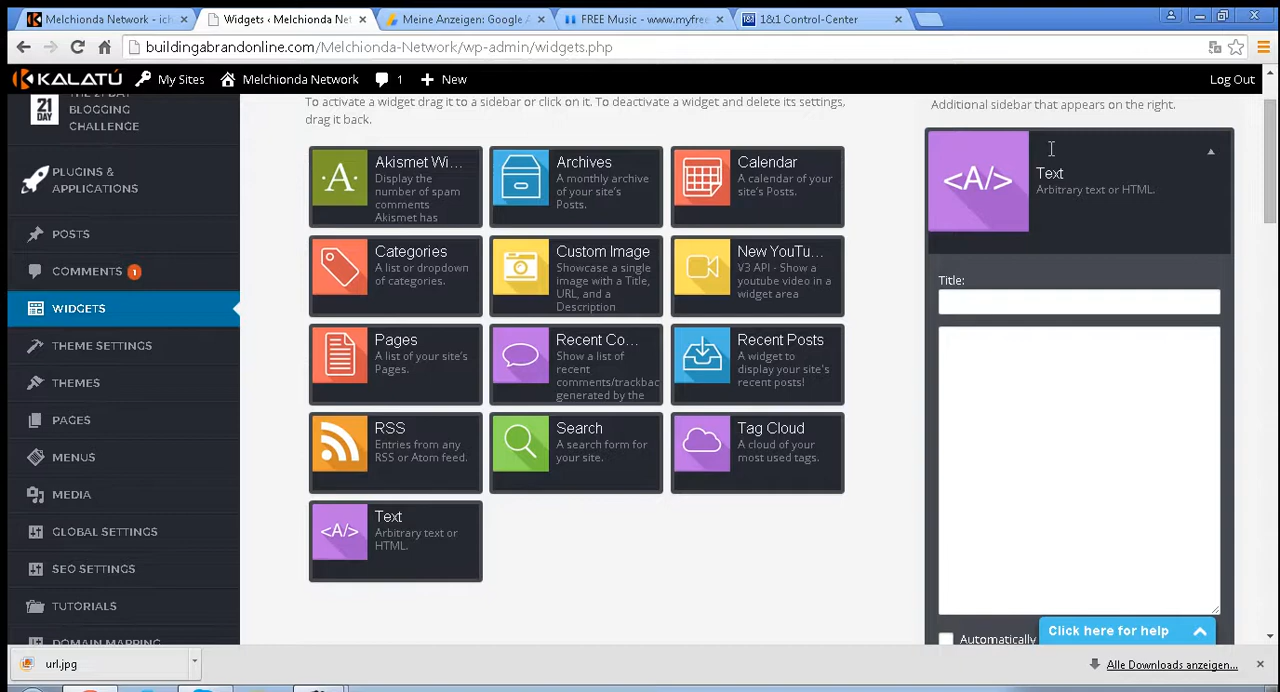 Melchionda Network - ich
Widgets ‹ Melchionda Net
Meine Anzeigen: Google A
FREE Music - www.myfree
1&1 Control-Center
buildingabrandonline.com/Melchionda-Network/wp-admin/widgets.php
KALATÚ
My Sites
Melchionda Network
1
New
Log Out
21
DAY
BLOGGING
CHALLENGE
PLUGINS &
APPLICATIONS
POSTS
COMMENTS 1
WIDGETS
THEME SETTINGS
THEMES
PAGES
MENUS
MEDIA
GLOBAL SETTINGS
SEO SETTINGS
TUTORIALS
DOMAIN MAPPING
To activate a widget drag it to a sidebar or click on it. To deactivate a widget and delete its settings,
drag it back.
Akismet Wi...
Display the
number of spam
comments
Akismet has
Archives
A monthly archive
of your site's
Posts.
Calendar
A calendar of your
site's Posts.
Categories
A list or dropdown
of categories.
Custom Image
Showcase a single
image with a Title,
URL, and a
Description
New YouTu...
V3 API - Show a
youtube video in a
widget area
Pages
A list of your site's
Pages.
Recent Co...
Show a list of
recent
comments/trackbac
generated by the
Recent Posts
A widget to
display your site's
recent posts!
RSS
Entries from any
RSS or Atom feed.
Search
A search form for
your site.
Tag Cloud
A cloud of your
most used tags.
<A/>
Text
Arbitrary text or
HTML.
Additional sidebar that appears on the right.
<A/>
Text
Arbitrary text or HTML.
Title:
Automatically
Click here for help
url.jpg
Alle Downloads anzeigen...